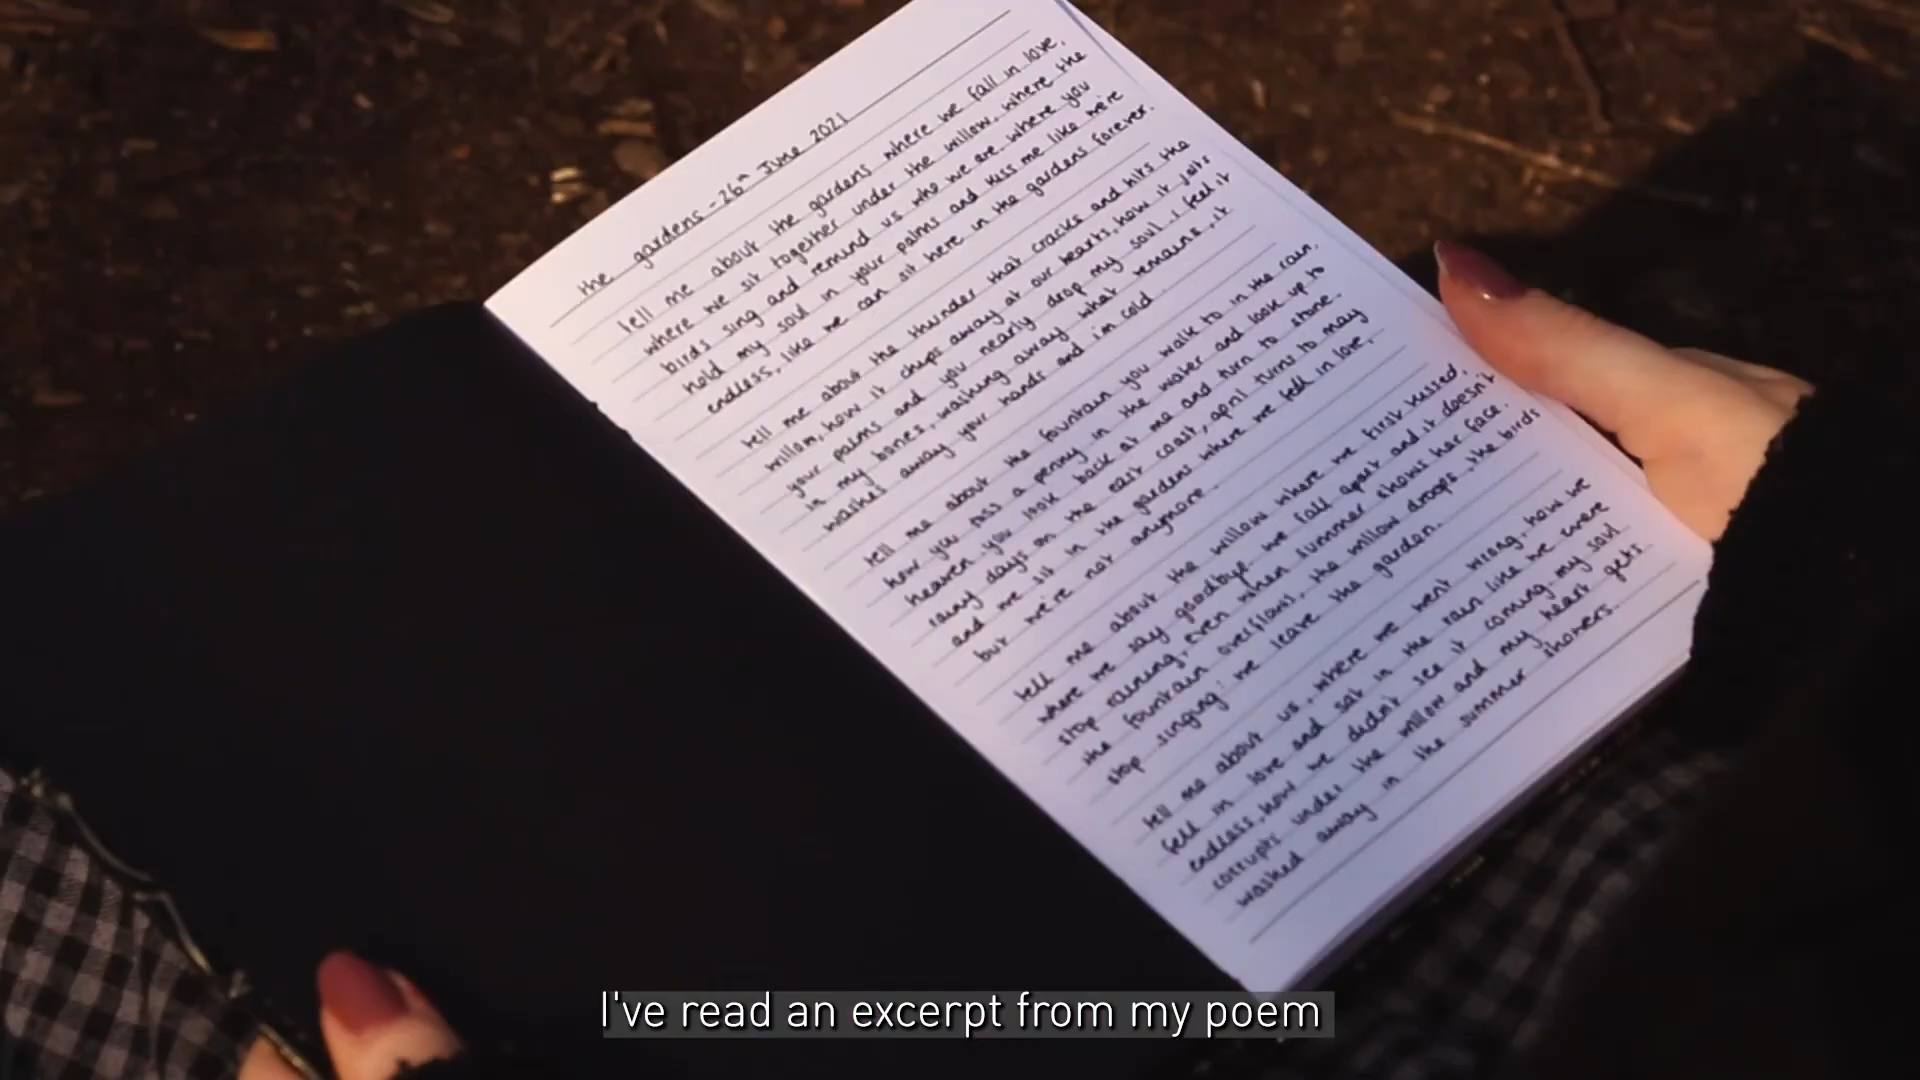 the gardens - 26th June 2021
tell me about the gardens where we fall in love,
where we sit together under the willow, where the
birds sing and remind us who we are. where you
hold my soul in your palms and kiss me like we're
endless, like we can sit here in the gardens forever.
tell me about the thunder that cracks and hits the
willow, how it chips away at our hearts, how it jolts
your palms and you nearly drop my soul. i feel it
in my bones, washing away what remains, it
washes away your hands and i'm cold.
tell me about the fountain you walk to in the rain,
how you toss a penny in the water and look up to
heaven. you look back at me and turn to stone.
rainy days on the east coast, april turns to may
and we sit in the gardens where we fell in love,
but we're not anymore.
tell me about the willow where we first kissed,
where we say goodbye. we fall apart and it doesn't
stop raining, even when summer shows her face.
the fountain overflows, the willow droops, the birds
stop singing; we leave the garden.
tell me about us, where we went wrong, how we
fell in love and sat in the rain like we were
endless, how we didn't see it coming. my soul
corrupts under the willow and my heart gets
washed away in the summer showers.
I've read an excerpt from my poem